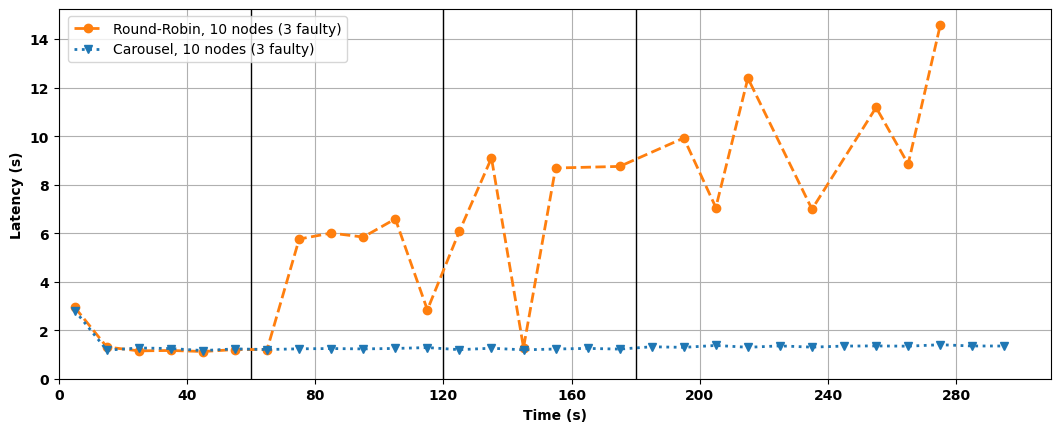 Round-Robin, 10 nodes (3 faulty)
Carousel, 10 nodes (3 faulty)
Latency (s)
14
12
10
8
6
4
2
0
0 40 80 120 160 200 240 280
Time (s)